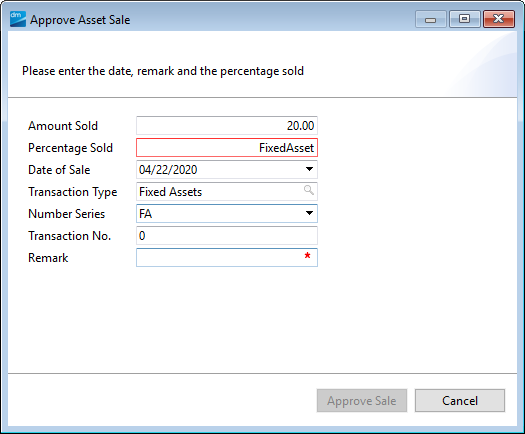 dm Approve Asset Sale
Please enter the date, remark and the percentage sold
Amount Sold 20.00
Percentage Sold FixedAsset
Date of Sale 04/22/2020
Transaction Type Fixed Assets
Number Series FA
Transaction No. 0
Remark *
Approve Sale Cancel